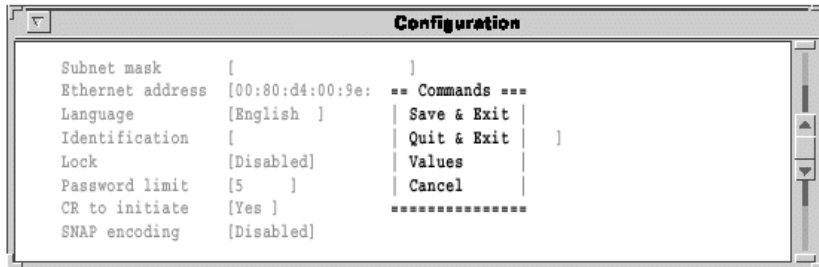 Configuration
Subnet mask [ ]
Ethernet address [00:80:d4:00:9e: == Commands ===
Language [English ] | Save & Exit |
Identification [ | Quit & Exit | ]
Lock [Disabled] | Values |
Password limit [5 ] | Cancel |
CR to initiate [Yes ] ===============
SNAP encoding [Disabled]